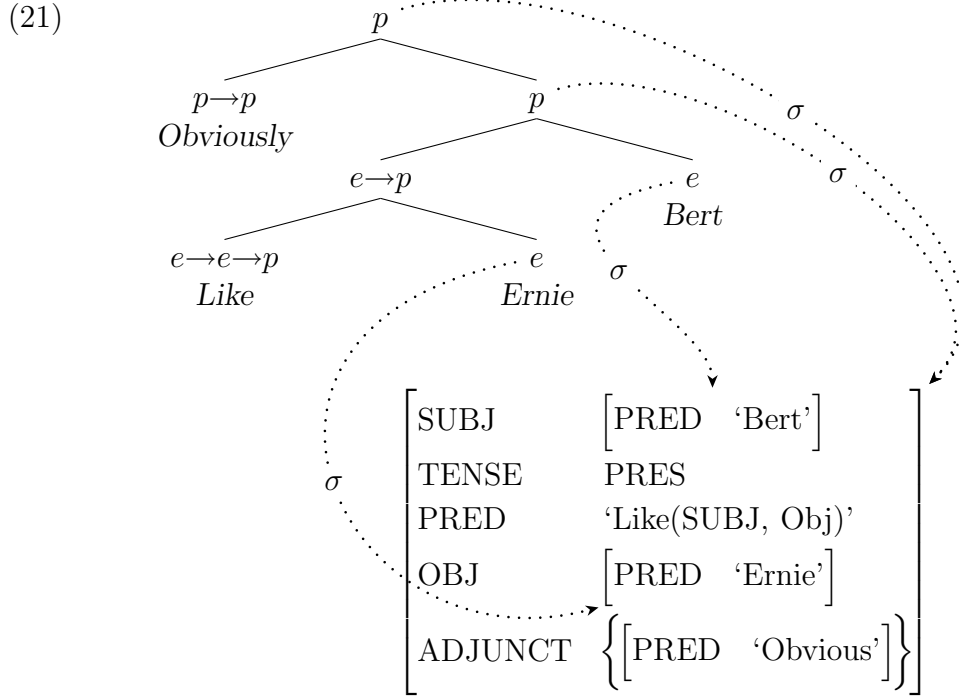 (21)
p
p→p
Obviously
p
σ
σ
e→p
e
Bert
e→e→p
Like
e
Ernie
σ
SUBJ [PRED ‘Bert’]
TENSE PRES
σ
PRED ‘Like(SUBJ, Obj)’
OBJ [PRED ‘Ernie’]
ADJUNCT {[PRED ‘Obvious’]}